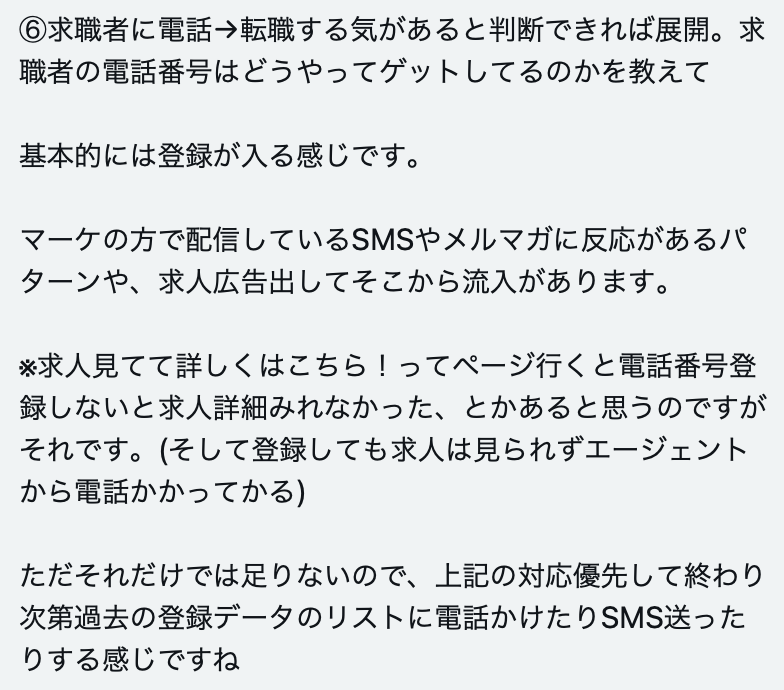 ⑥求職者に電話→転職する気があると判断できれば展開。求
職者の電話番号はどうやってゲットしてるのかを教えて
基本的には登録が入る感じです。
マーケの方で配信しているSMSやメルマガに反応があるパ
ターンや、求人広告出してそこから流入があります。
※求人見てて詳しくはこちら！ってページ行くと電話番号登
録しないと求人詳細みれなかった、とかあると思うのですが
それです。(そして登録しても求人は見られずエージェント
から電話かかってかる)
ただそれだけでは足りないので、上記の対応優先して終わり
次第過去の登録データのリストに電話かけたりSMS送った
りする感じですね